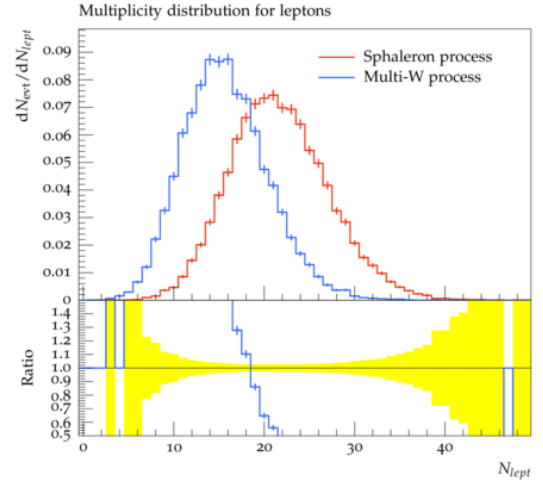 Multiplicity distribution for leptons
dN_evt/dN_lept
0.09
0.08
0.07
0.06
0.05
0.04
0.03
0.02
0.01
0
Sphaleron process
Multi-W process
Ratio
1.4
1.3
1.2
1.1
1.0
0.9
0.8
0.7
0.6
0.5
0 10 20 30 40
N_lept